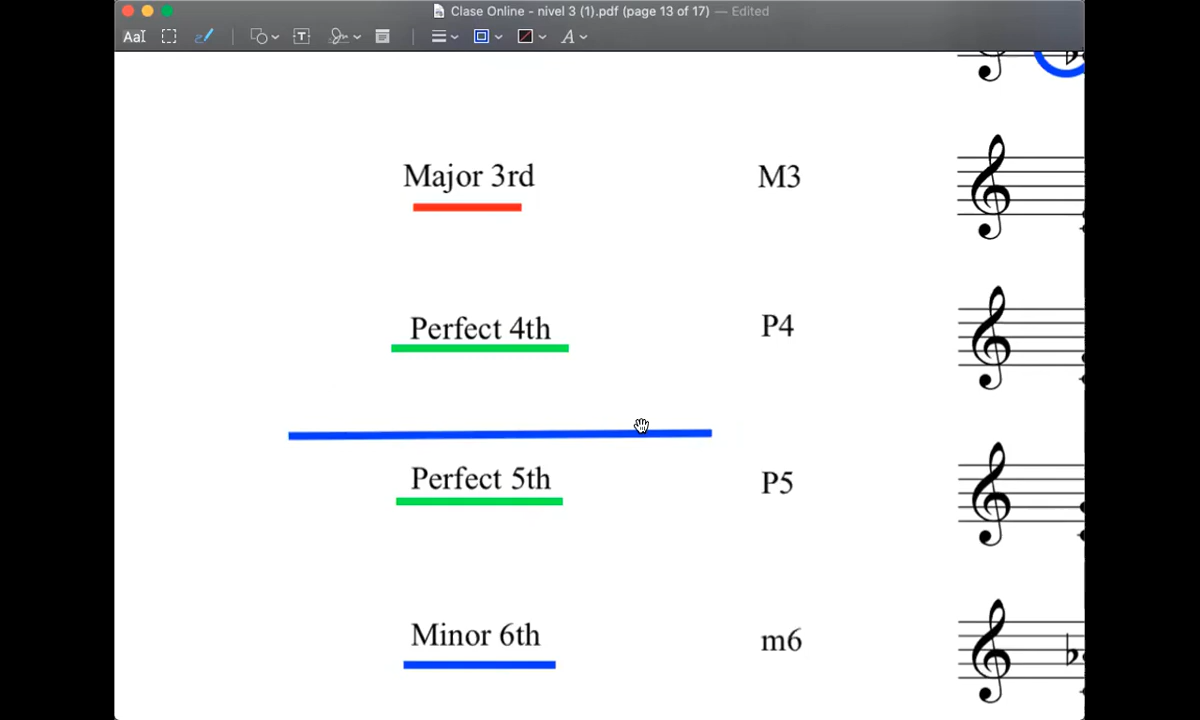 Clase Online - nivel 3 (1).pdf (page 13 of 17) — Edited
AaI T A
Major 3rd M3
Perfect 4th P4
Perfect 5th P5
Minor 6th m6